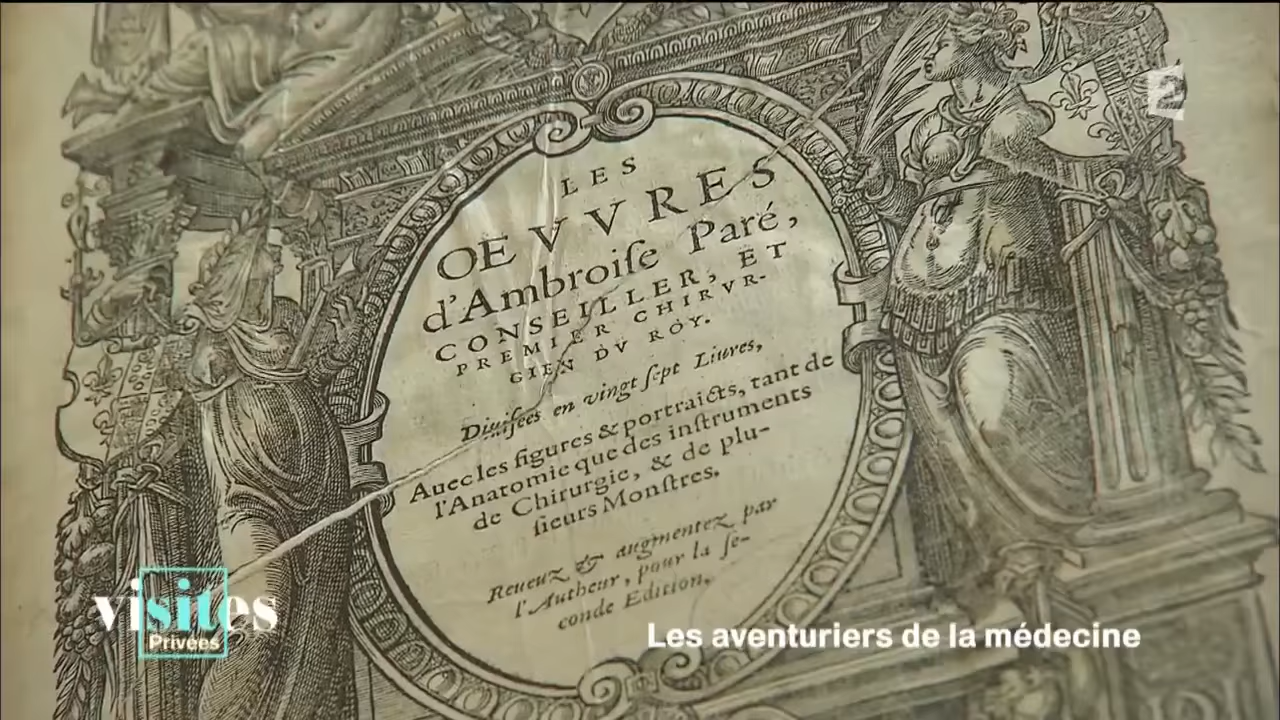 2
LES
OEVVRES
d'Ambroiſe Paré,
CONSEILLER, ET
PREMIER CHIRVR-
GIEN DV ROY.
Diuiſées en vingt ſept Liures,
Auec les figures & portraicts, tant de
l'Anatomie que des inſtruments
de Chirurgie, & de plu-
ſieurs Monſtres.
Reueuz & augmentez par
l'Autheur, pour la ſe-
conde Edition.
visites
Privées
Les aventuriers de la médecine